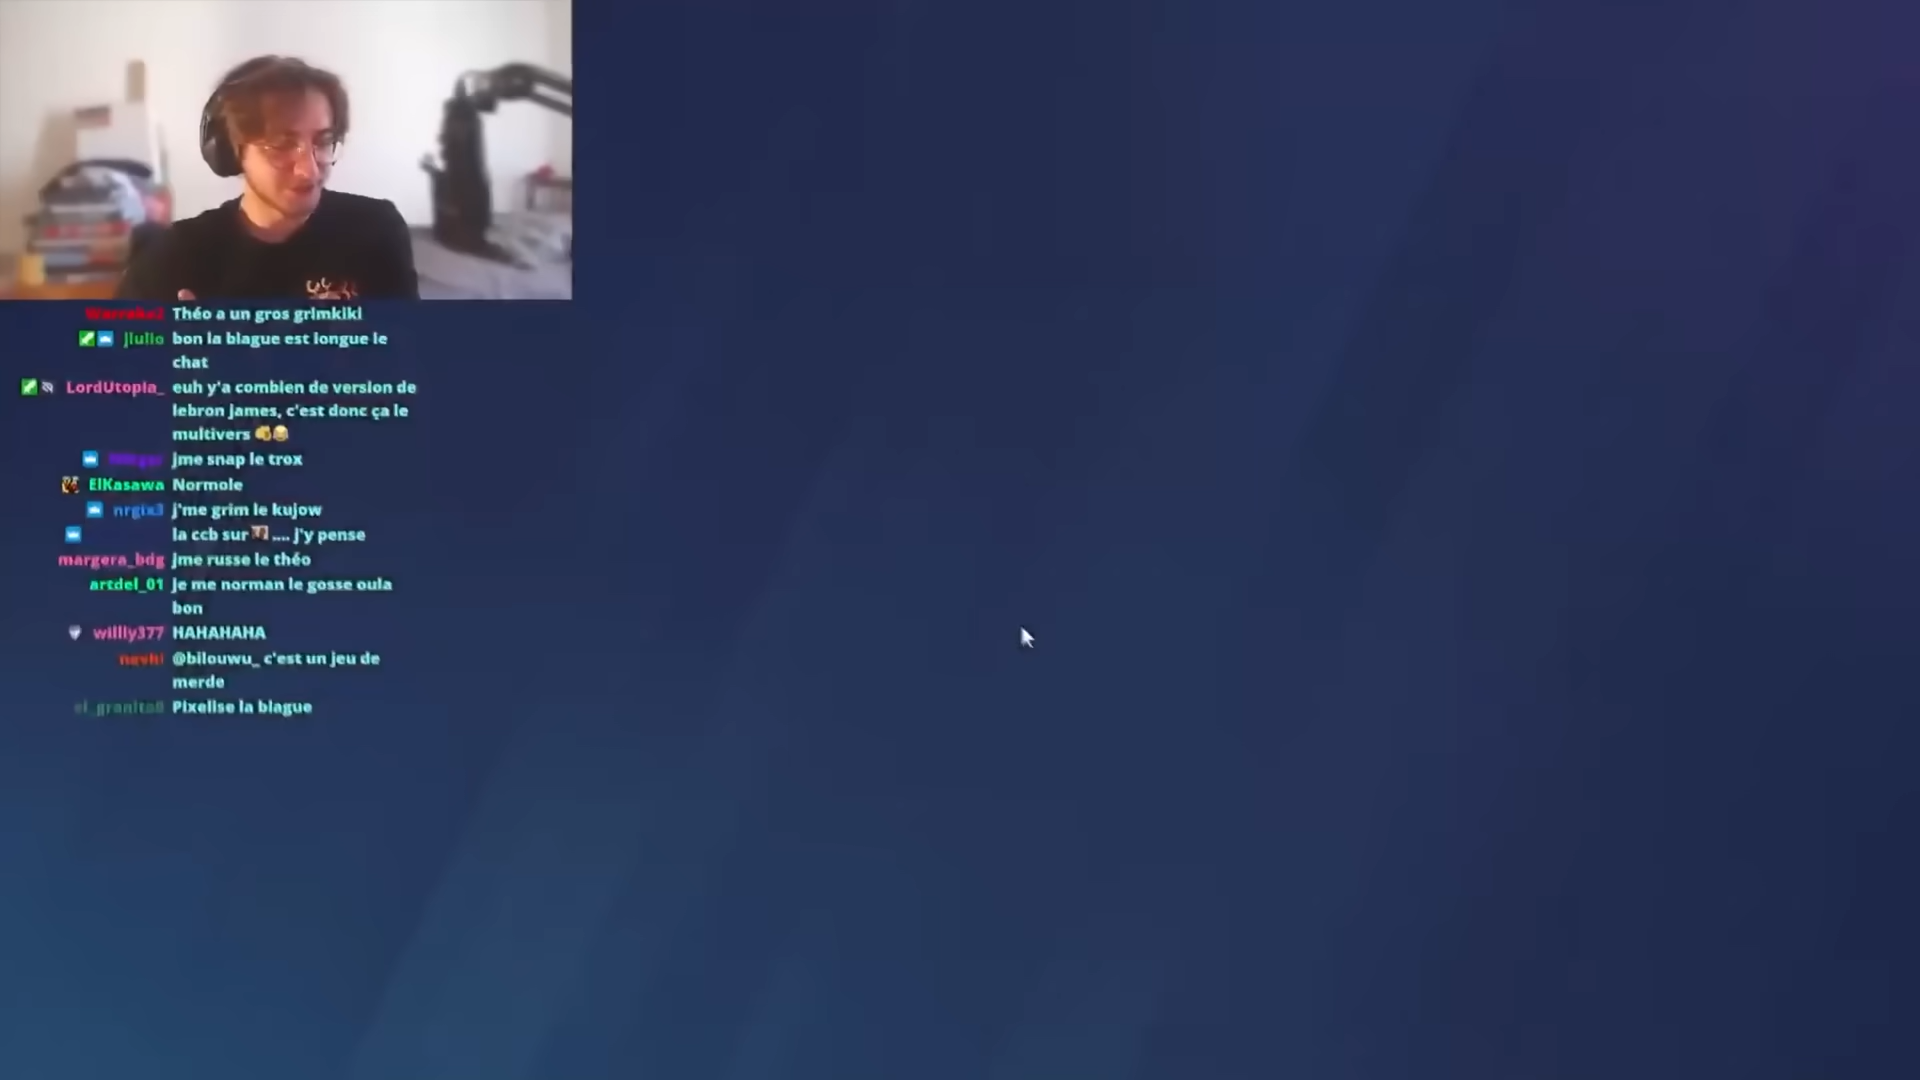 Théo a un gros grimkiki
jlulio bon la blague est longue le
chat
LordUtopia_ euh y'a combien de version de
lebron james, c'est donc ça le
multivers
jme snap le trox
ElKasawa Normole
nrgix3 j'me grim le kujow
la ccb sur .... j'y pense
margera_bdg jme russe le théo
artdel_01 je me norman le gosse oula
bon
willly377 HAHAHAHA
@bilouwu_ c'est un jeu de
merde
Pixelise la blague